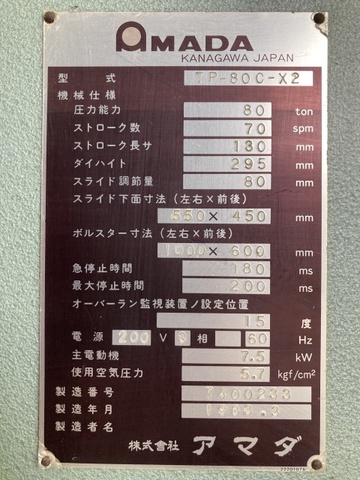 AMADA
KANAGAWA JAPAN
型式 TP-80C-X2
機械仕様
圧力能力 80 ton
ストローク数 70 spm
ストローク長サ 130 mm
ダイハイト 295 mm
スライド調節量 80 mm
スライド下面寸法(左右×前後)
550 × 450 mm
ボルスター寸法(左右×前後)
1000 × 600 mm
急停止時間 180 ms
最大停止時間 200 ms
オーバーラン監視装置ノ設定位置
15 度
電源 200 V 3 相 60 Hz
主電動機 7.5 kW
使用空気圧力 5.7 kgf/cm²
製造番号
製造年月
製造者名
株式会社 アマダ